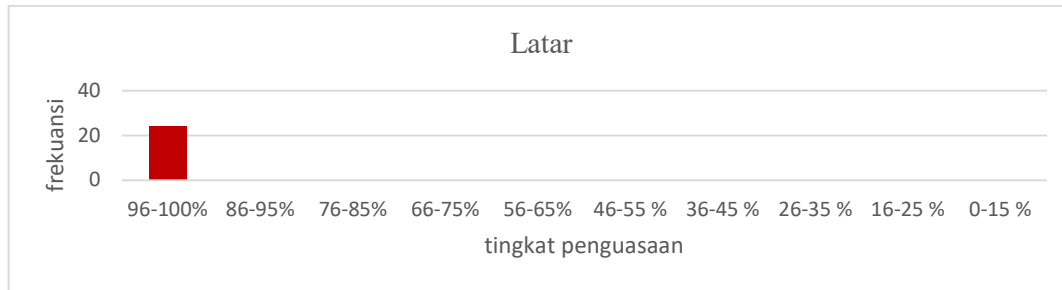 Latar
frekuansi
40
20
0
96-100% 86-95% 76-85% 66-75% 56-65% 46-55 % 36-45 % 26-35 % 16-25 % 0-15 %
tingkat penguasaan